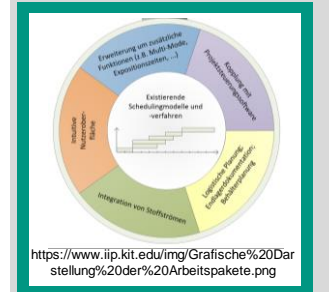 Erweiterung um zusätzliche
Funktionen (z.B. Multi-Mode,
Expositionszeiten, ...)
Kopplung mit
Projektsteuerungssoftware
Existierende
Schedulingmodelle und
-verfahren
Intuitive
Nutzerober-
fläche
Logistische Planung,
Endlagerdokumentation,
Behälterplanung
Integration von Stoffströmen
https://www.iip.kit.edu/img/Grafische%20Dar
stellung%20der%20Arbeitspakete.png